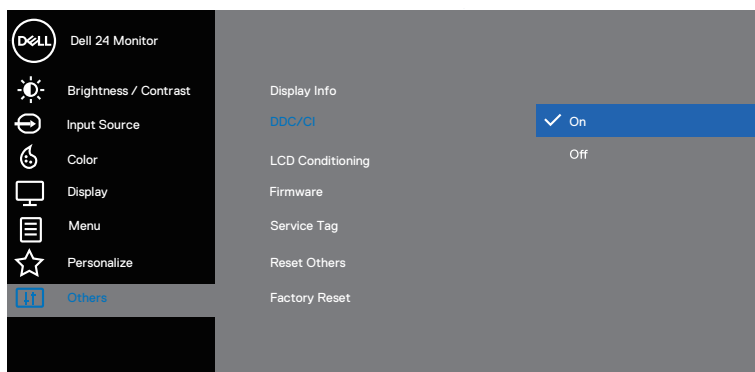 DELL
Dell 24 Monitor
Brightness / Contrast
Input Source
Color
Display
Menu
Personalize
Others
Display Info
DDC/CI
LCD Conditioning
Firmware
Service Tag
Reset Others
Factory Reset
On
Off